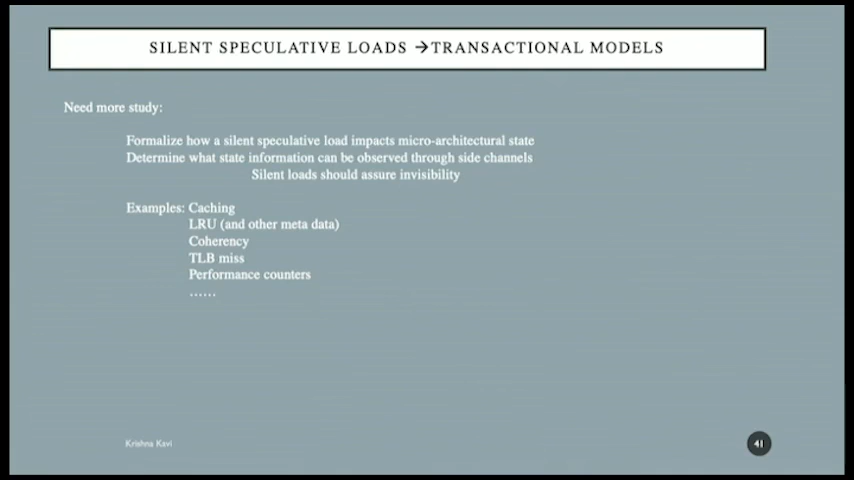 SILENT SPECULATIVE LOADS →TRANSACTIONAL MODELS
Need more study:
Formalize how a silent speculative load impacts micro-architectural state
Determine what state information can be observed through side channels
Silent loads should assure invisibility
Examples: Caching
LRU (and other meta data)
Coherency
TLB miss
Performance counters
......
Krishna Kavi
41